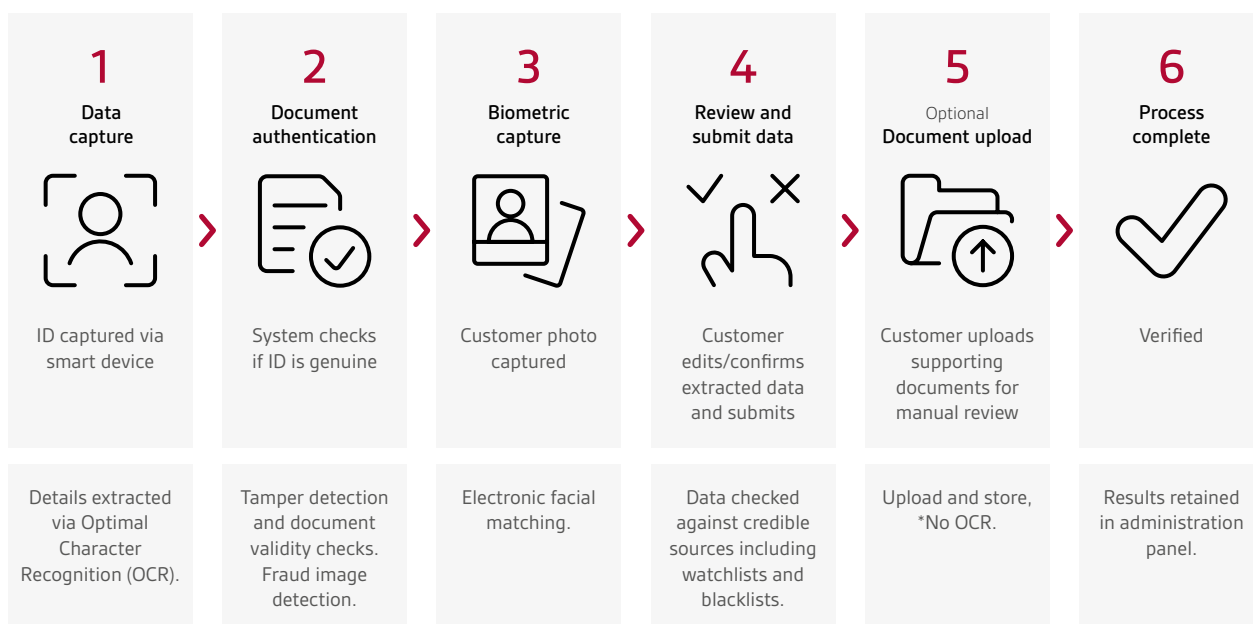 1
Data
capture
ID captured via
smart device
Details extracted
via Optimal
Character
Recognition (OCR).
2
Document
authentication
System checks
if ID is genuine
Tamper detection
and document
validity checks.
Fraud image
detection.
3
Biometric
capture
Customer photo
captured
Electronic facial
matching.
4
Review and
submit data
Customer
edits/confirms
extracted data
and submits
Data checked
against credible
sources including
watchlists and
blacklists.
5
Optional
Document upload
Customer uploads
supporting
documents for
manual review
Upload and store,
*No OCR.
6
Process
complete
Verified
Results retained
in administration
panel.